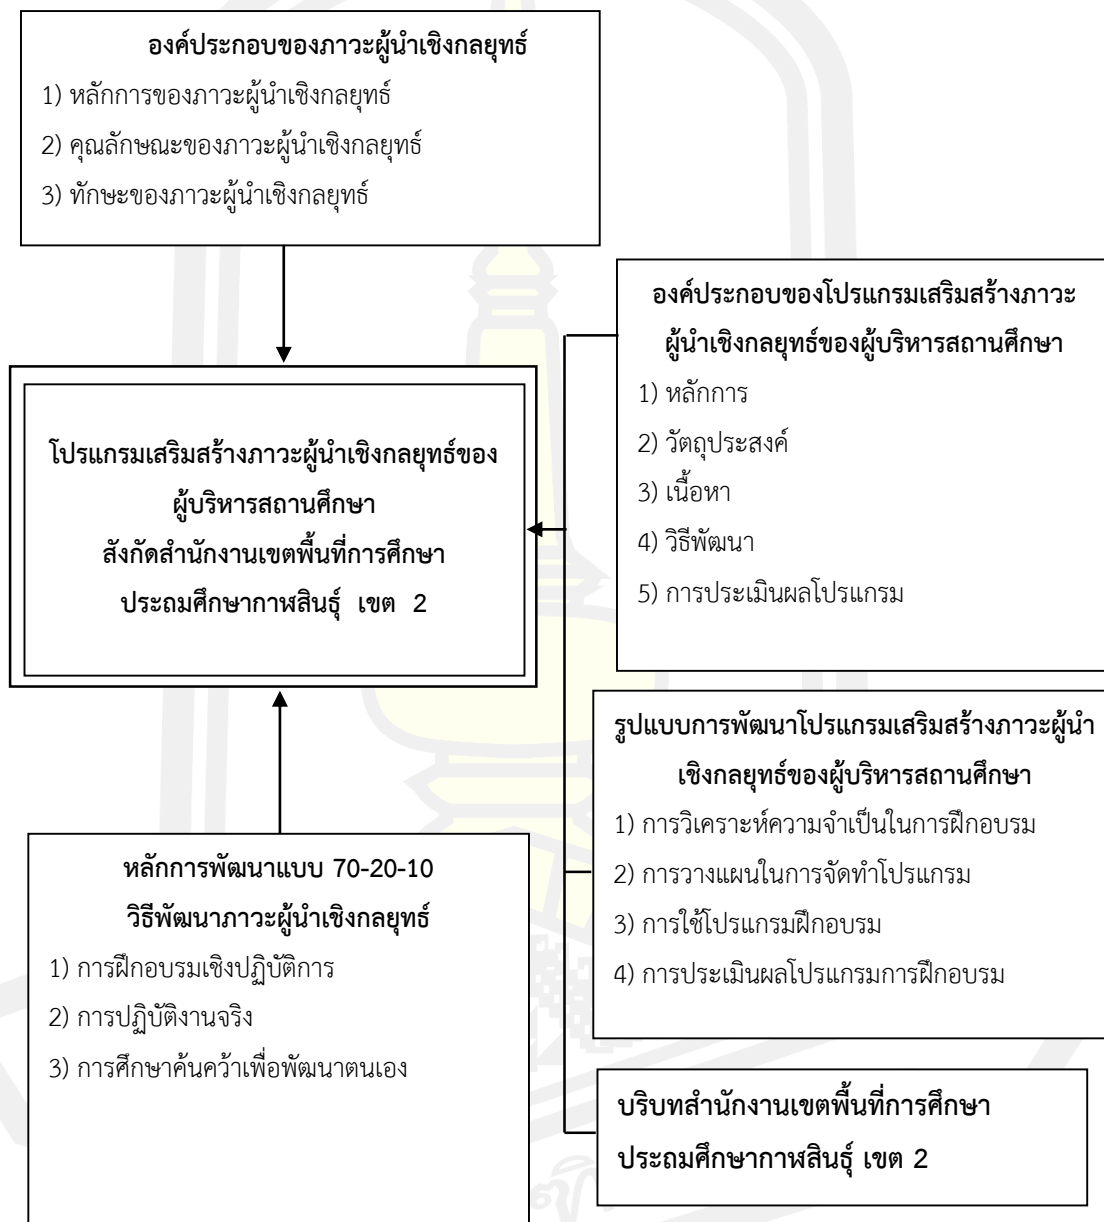 องค์ประกอบของภาวะผู้นำเชิงกลยุทธ์
1) หลักการของภาวะผู้นำเชิงกลยุทธ์
2) คุณลักษณะของภาวะผู้นำเชิงกลยุทธ์
3) ทักษะของภาวะผู้นำเชิงกลยุทธ์
โปรแกรมเสริมสร้างภาวะผู้นำเชิงกลยุทธ์ของ
ผู้บริหารสถานศึกษา
สังกัดสำนักงานเขตพื้นที่การศึกษา
ประถมศึกษากาฬสินธุ์ เขต 2
หลักการพัฒนาแบบ 70-20-10
วิธีพัฒนาภาวะผู้นำเชิงกลยุทธ์
1) การฝึกอบรมเชิงปฏิบัติการ
2) การปฏิบัติงานจริง
3) การศึกษาค้นคว้าเพื่อพัฒนาตนเอง
องค์ประกอบของโปรแกรมเสริมสร้างภาวะ
ผู้นำเชิงกลยุทธ์ของผู้บริหารสถานศึกษา
1) หลักการ
2) วัตถุประสงค์
3) เนื้อหา
4) วิธีพัฒนา
5) การประเมินผลโปรแกรม
รูปแบบการพัฒนาโปรแกรมเสริมสร้างภาวะผู้นำ
เชิงกลยุทธ์ของผู้บริหารสถานศึกษา
1) การวิเคราะห์ความจำเป็นในการฝึกอบรม
2) การวางแผนในการจัดทำโปรแกรม
3) การใช้โปรแกรมฝึกอบรม
4) การประเมินผลโปรแกรมการฝึกอบรม
บริบทสำนักงานเขตพื้นที่การศึกษา
ประถมศึกษากาฬสินธุ์ เขต 2